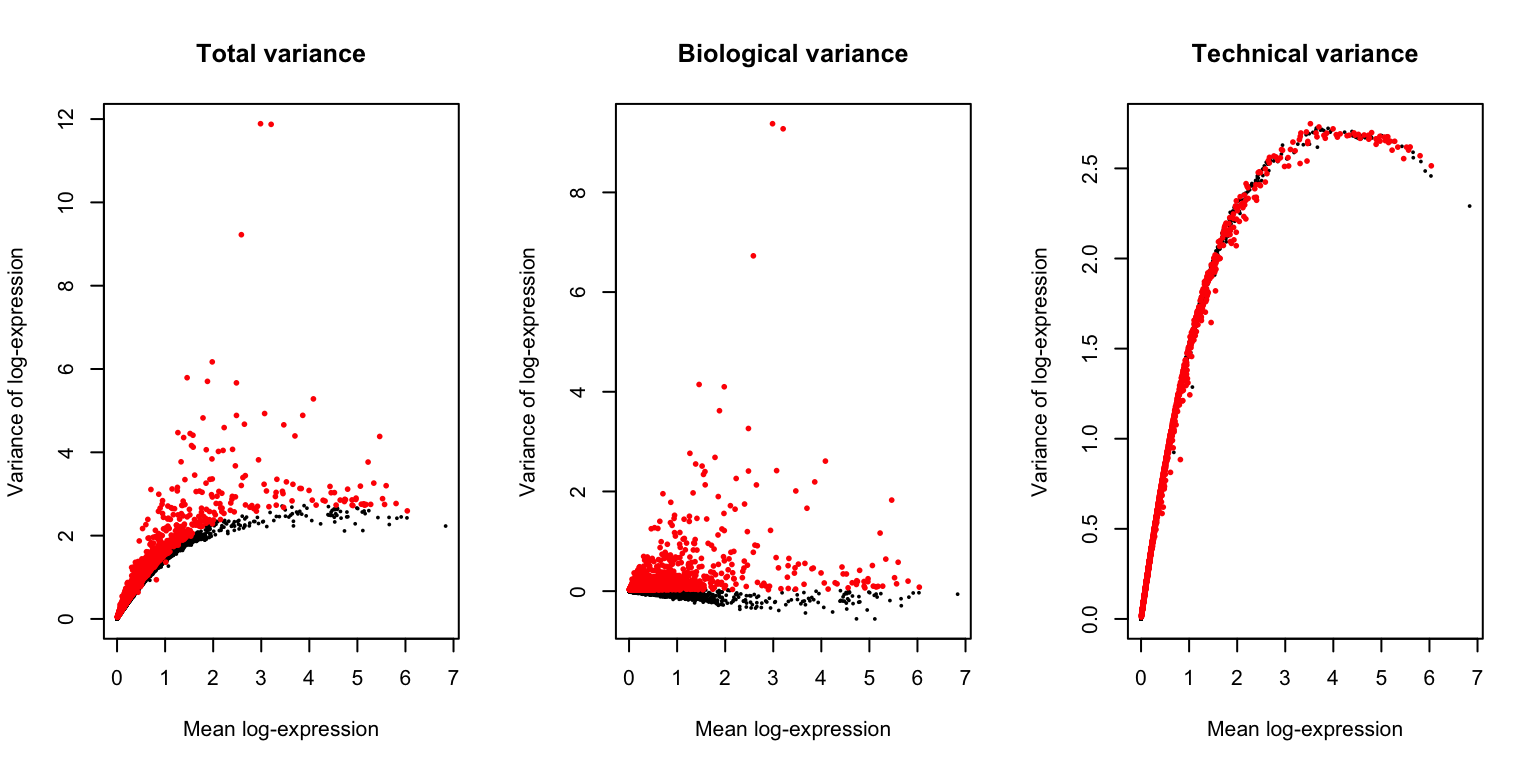 Total variance
Variance of log-expression
12
10
8
6
4
2
0
0 1 2 3 4 5 6 7
Mean log-expression
Biological variance
Variance of log-expression
8
6
4
2
0
0 1 2 3 4 5 6 7
Mean log-expression
Technical variance
Variance of log-expression
2.5
2.0
1.5
1.0
0.5
0.0
0 1 2 3 4 5 6 7
Mean log-expression